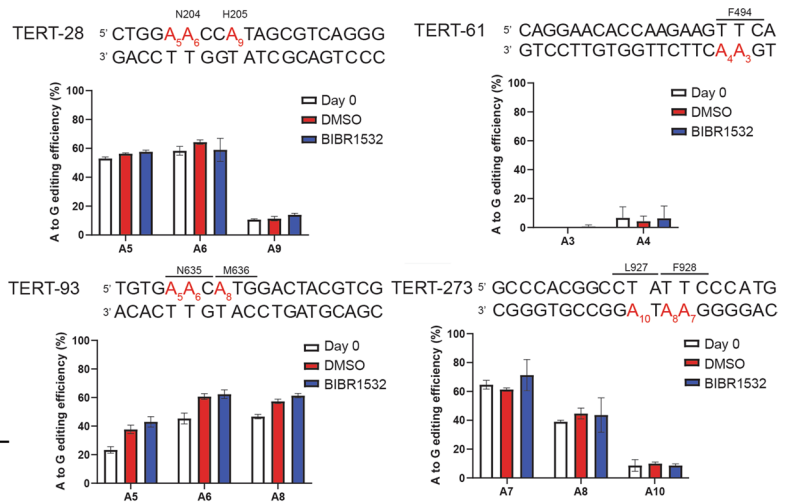 N204 H205
TERT-28 5' CTGGA5A6CCA9TAGCGTCAGGG
3' GACCTTGGTATCGCAGTCCC
A to G editing efficiency (%)
100
80
60
40
20
0
Day 0
DMSO
BIBR1532
A5 A6 A9
F494
TERT-61 5' CAGGAACACCAAGAAGTTCA
3' GTCCTTGTGGTTCTTCA4A3GT
A to G editing efficiency (%)
100
80
60
40
20
0
Day 0
DMSO
BIBR1532
A3 A4
N635 M636
TERT-93 5' TGTGA5A6CA8TGGACTACGTCG
3' ACACTTGTACCTGATGCAGC
A to G editing efficiency (%)
100
80
60
40
20
0
Day 0
DMSO
BIBR1532
A5 A6 A8
L927 F928
TERT-273 5' GCCCACGGCCTATTCCCATG
3' CGGGTGCCGGA10TA8A7GGGGAC
A to G editing efficiency (%)
100
80
60
40
20
0
Day 0
DMSO
BIBR1532
A7 A8 A10